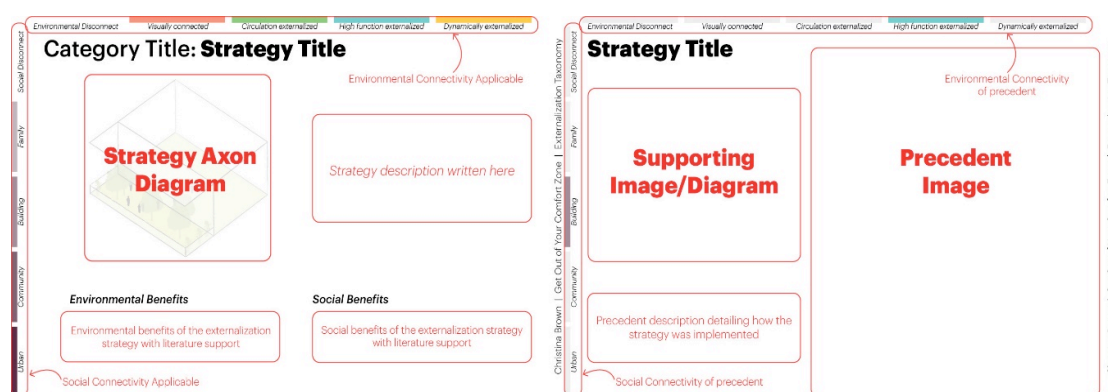 Environmental Disconnect
Visually connected
Circulation externalized
High function externalized
Dynamically externalized
Social Disconnect
Family
Building
Community
Urban
Category Title: Strategy Title
Environmental Connectivity Applicable
Strategy Axon
Diagram
Strategy description written here
Environmental Benefits
Social Benefits
Environmental benefits of the externalization
strategy with literature support
Social benefits of the externalization strategy
with literature support
Social Connectivity Applicable
Christina Brown | Get Out of Your Comfort Zone | Externalization Taxonomy
Environmental Disconnect
Visually connected
Circulation externalized
High function externalized
Dynamically externalized
Social Disconnect
Family
Building
Community
Urban
Strategy Title
Environmental Connectivity
of precedent
Supporting
Image/Diagram
Precedent
Image
Precedent description detailing how the
strategy was implemented
Social Connectivity of precedent